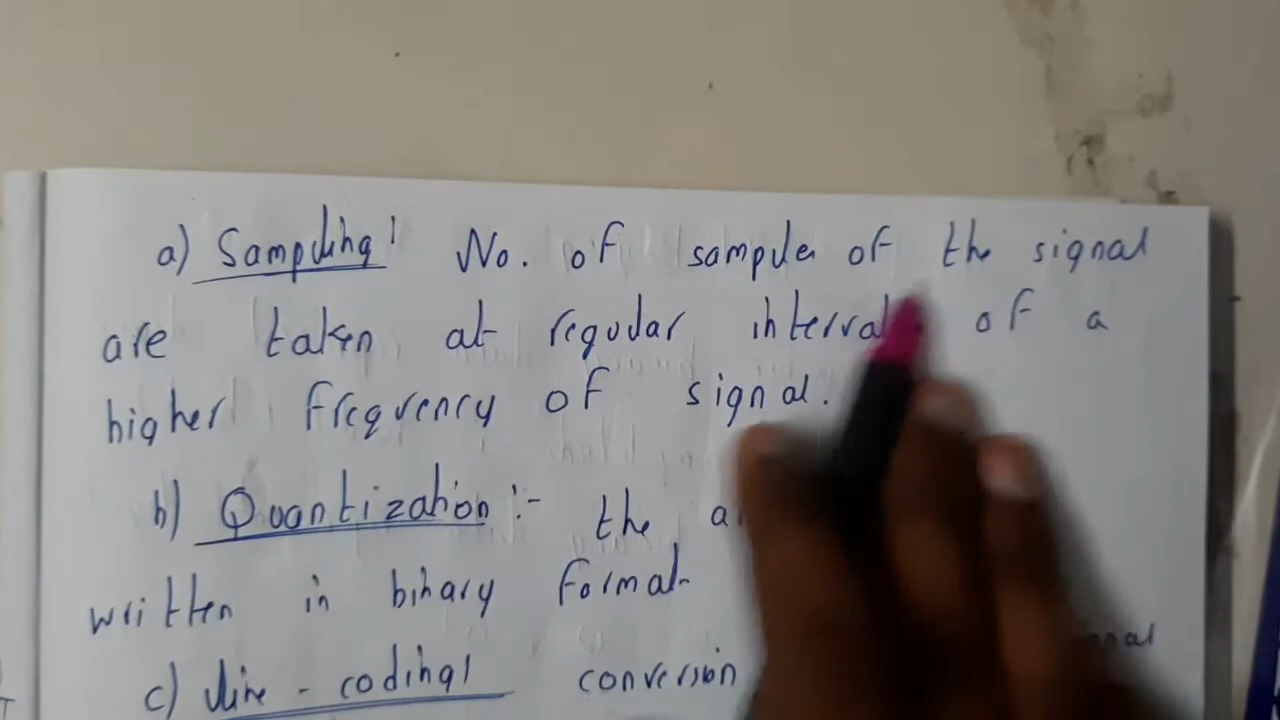 a) Sampling! No. of samples of the signal
are taken at regular intervals of a
higher frequency of signal.
b) Quantization :- the
written in binary format
c) Line - coding! conversion